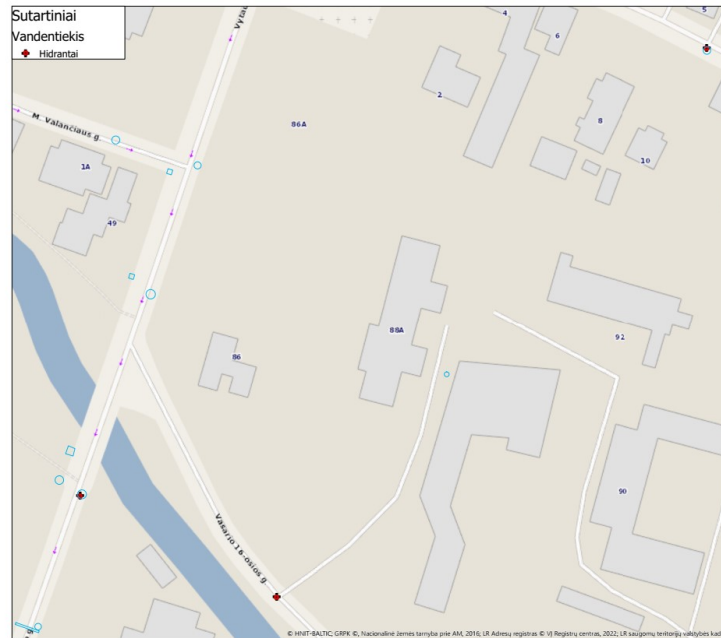 Sutartiniai
Vandentiekis
Hidrantai
4
5
6
2
86A
8
M. Valančiaus g.
1A
10
49
88A
92
86
90
Vasario 16-osios g.
© HNIT-BALTIC; GRPK ©, Nacionalinė žemės tarnyba prie AM, 2016; LR Adresų registras © VĮ Registrų centras, 2022; LR saugomų teritorijų valstybės kad